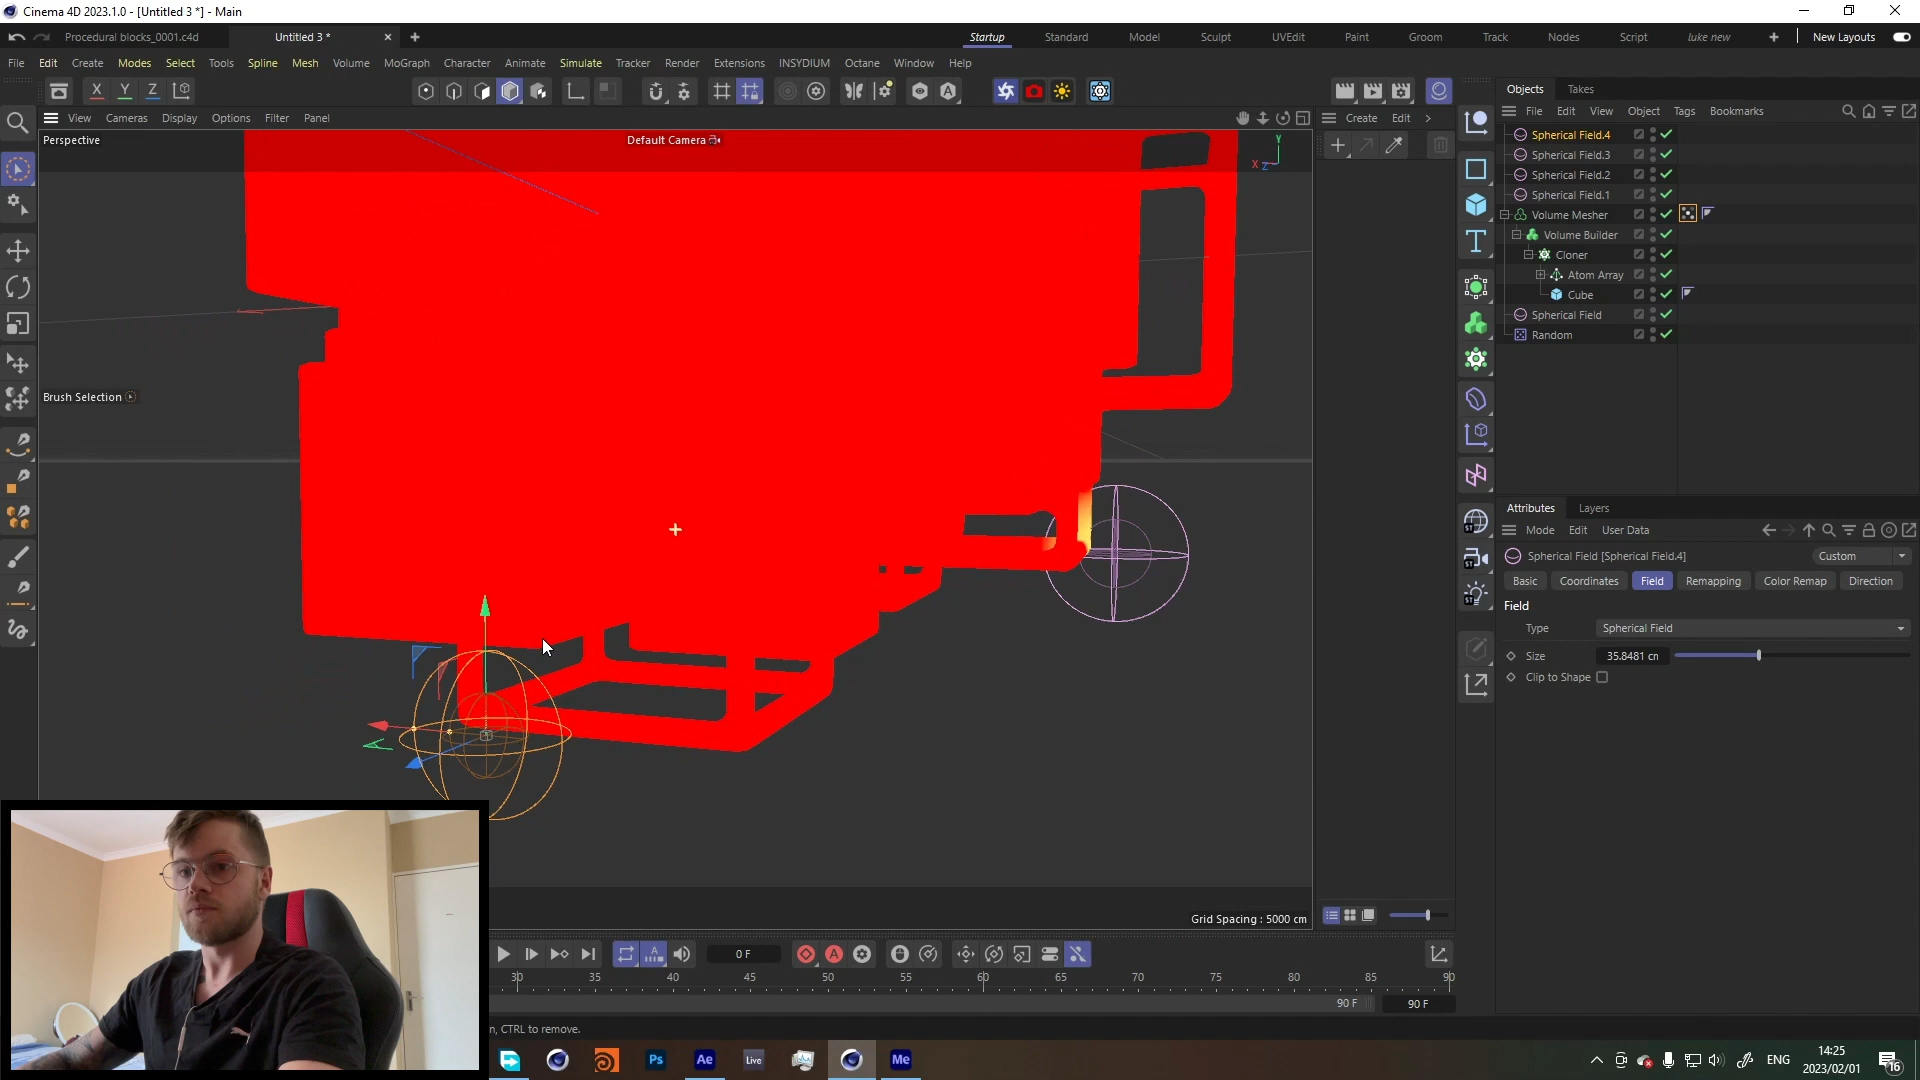 Cinema 4D 2023.1.0 - [Untitled 3 *] - Main
Procedural blocks_0001.c4d
Untitled 3 *
Startup Standard Model Sculpt UVEdit Paint Groom Track Nodes Script luke new New Layouts
File Edit Create Modes Select Tools Spline Mesh Volume MoGraph Character Animate Simulate Tracker Render Extensions INSYDIUM Octane Window Help
X Y Z
View Cameras Display Options Filter Panel
Create Edit
Perspective
Default Camera
Y
X Z
Brush Selection
Grid Spacing : 5000 cm
Objects Takes
File Edit View Object Tags Bookmarks
Spherical Field.4
Spherical Field.3
Spherical Field.2
Spherical Field.1
Volume Mesher
Volume Builder
Cloner
Atom Array
Cube
Spherical Field
Random
Attributes Layers
Mode Edit User Data
Spherical Field [Spherical Field.4]
Custom
Basic Coordinates Field Remapping Color Remap Direction
Field
Type Spherical Field
Size 35.8481 cn
Clip to Shape
0 F
30 35 40 45 50 55 60 65 70 75 80 85 90
90 F 90 F
n, CTRL to remove.
Ps Ae Live Me
ENG
14:25
2023/02/01
16